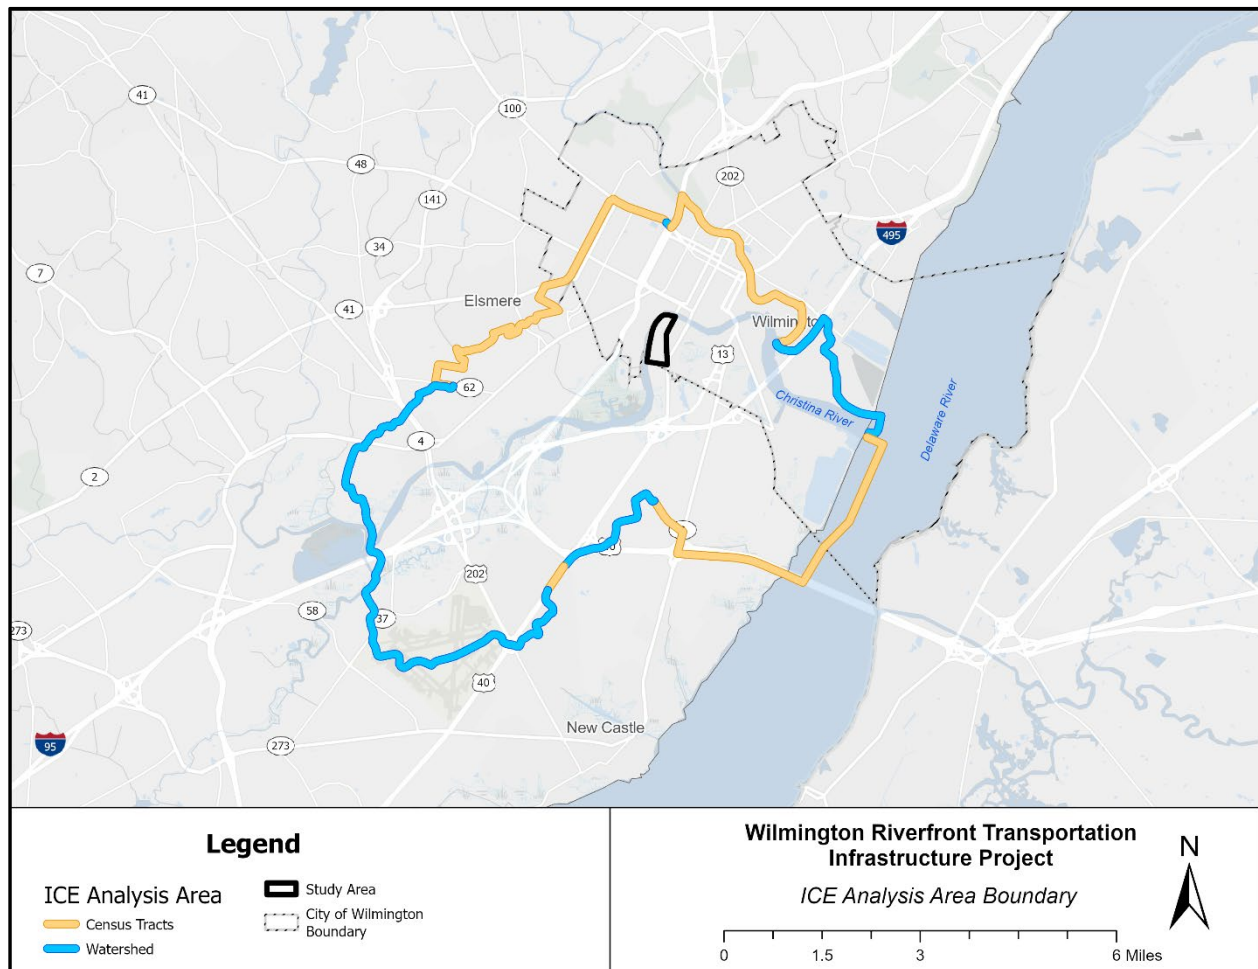 41
100
48
202
141
495
34
7
Elsmere
41
Wilmingto
13
62
Christina River
Delaware River
4
2
202
58
37
273
40
New Castle
95
273
Legend
ICE Analysis Area
Census Tracts
Watershed
Study Area
City of Wilmington
Boundary
Wilmington Riverfront Transportation
Infrastructure Project
ICE Analysis Area Boundary
N
0
1.5
3
6 Miles